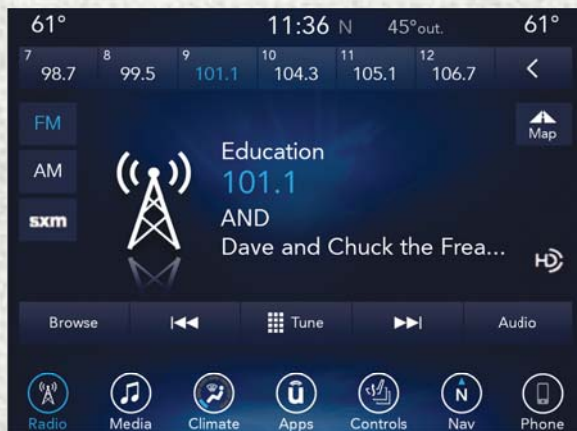 61° 11:36 N 45°out. 61°
7 98.7 8 99.5 9 101.1 10 104.3 11 105.1 12 106.7
FM
Map
AM
sxm
Education
101.1
AND
Dave and Chuck the Frea...
HD
Browse Tune Audio
Radio Media Climate ū Apps Controls N Nav Phone